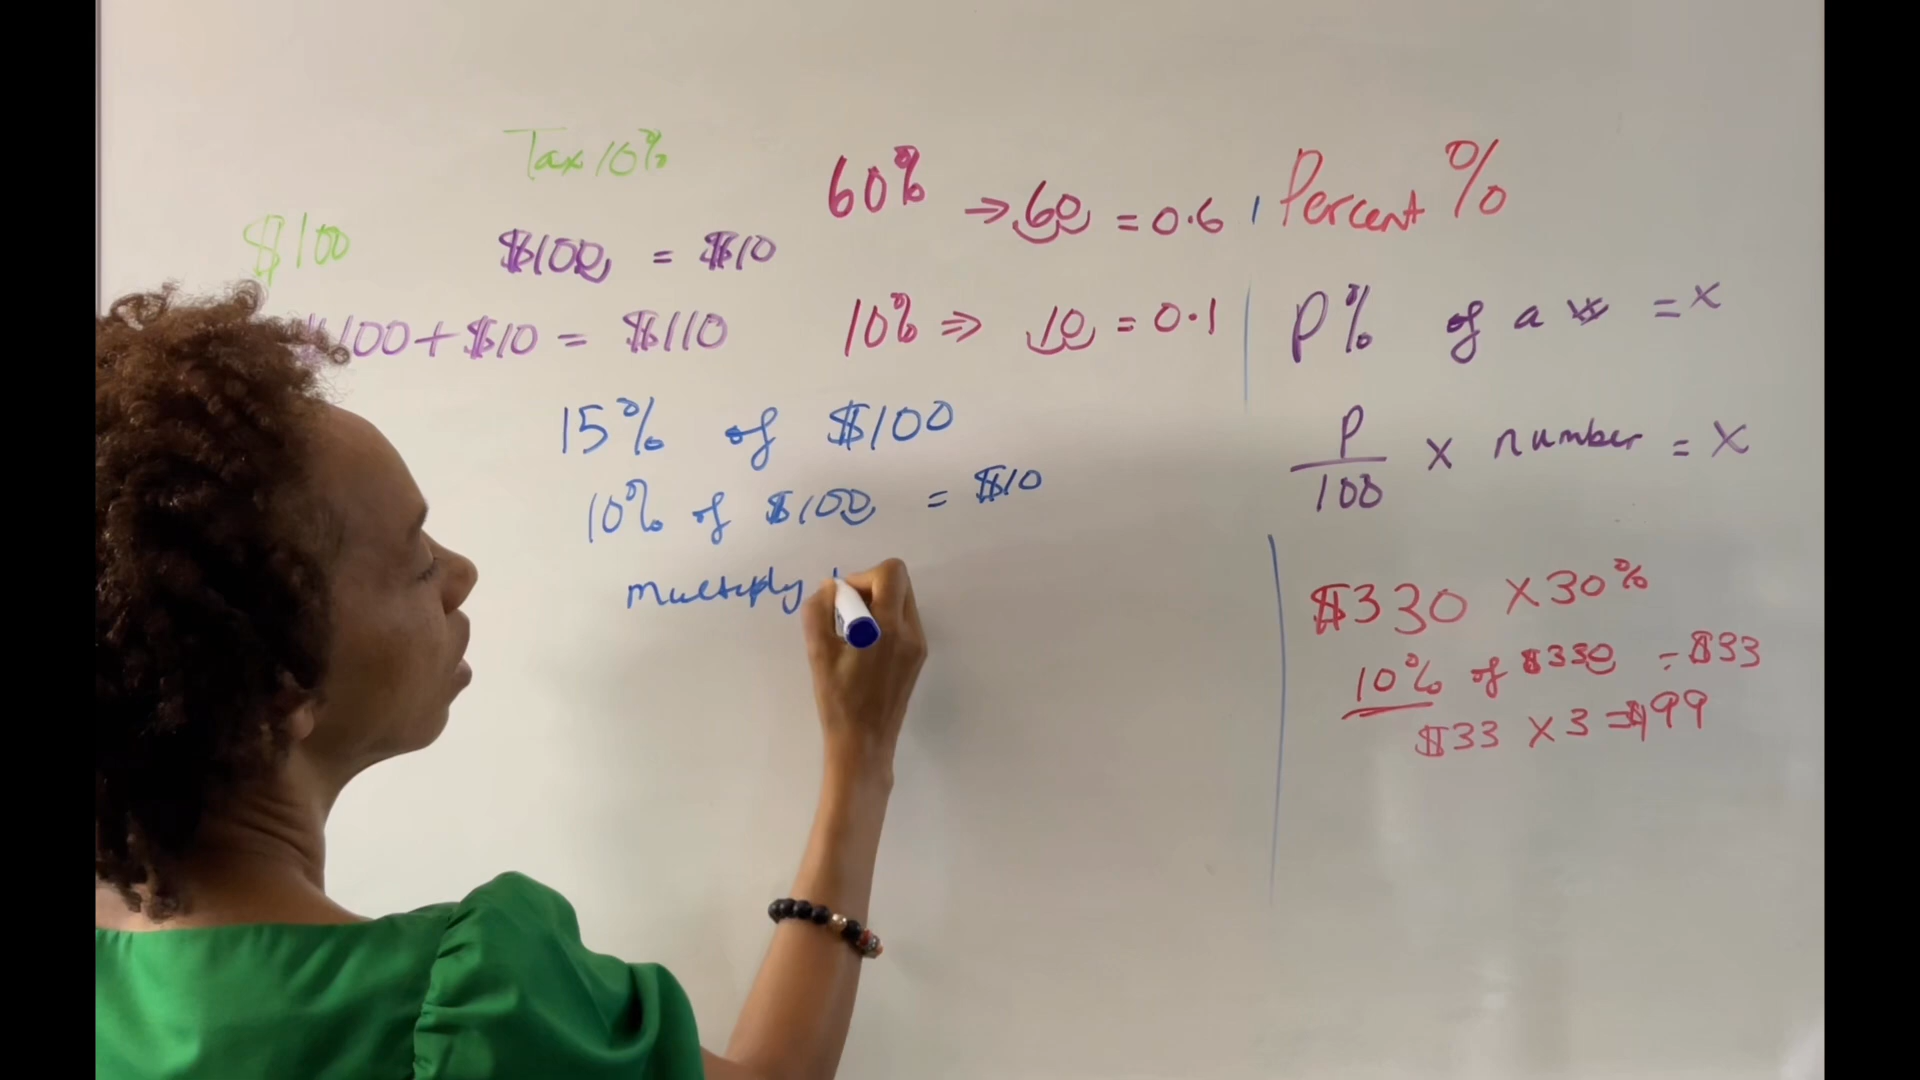 Tax 10%
$100
$100 = $10
$100 + $10 = $110
60% → 60 = 0.6
10% ⇒ 10 = 0.1
15% of $100
10% of $100 = $10
multiply
Percent %
P% of a = x
P/100 x number = X
$330 x 30%
10% of $330 = $33
$33 x 3 = $99